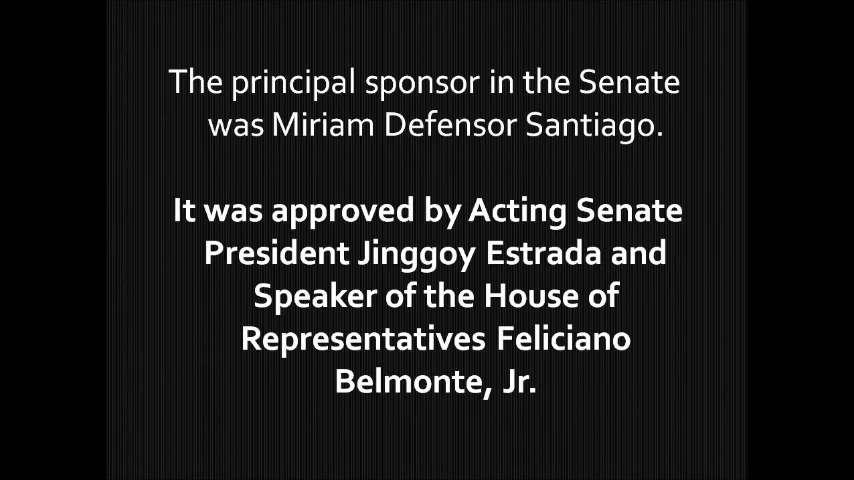 The principal sponsor in the Senate
was Miriam Defensor Santiago.
It was approved by Acting Senate
President Jinggoy Estrada and
Speaker of the House of
Representatives Feliciano
Belmonte, Jr.